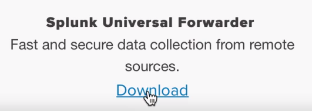 Splunk Universal Forwarder
Fast and secure data collection from remote
sources.
Download